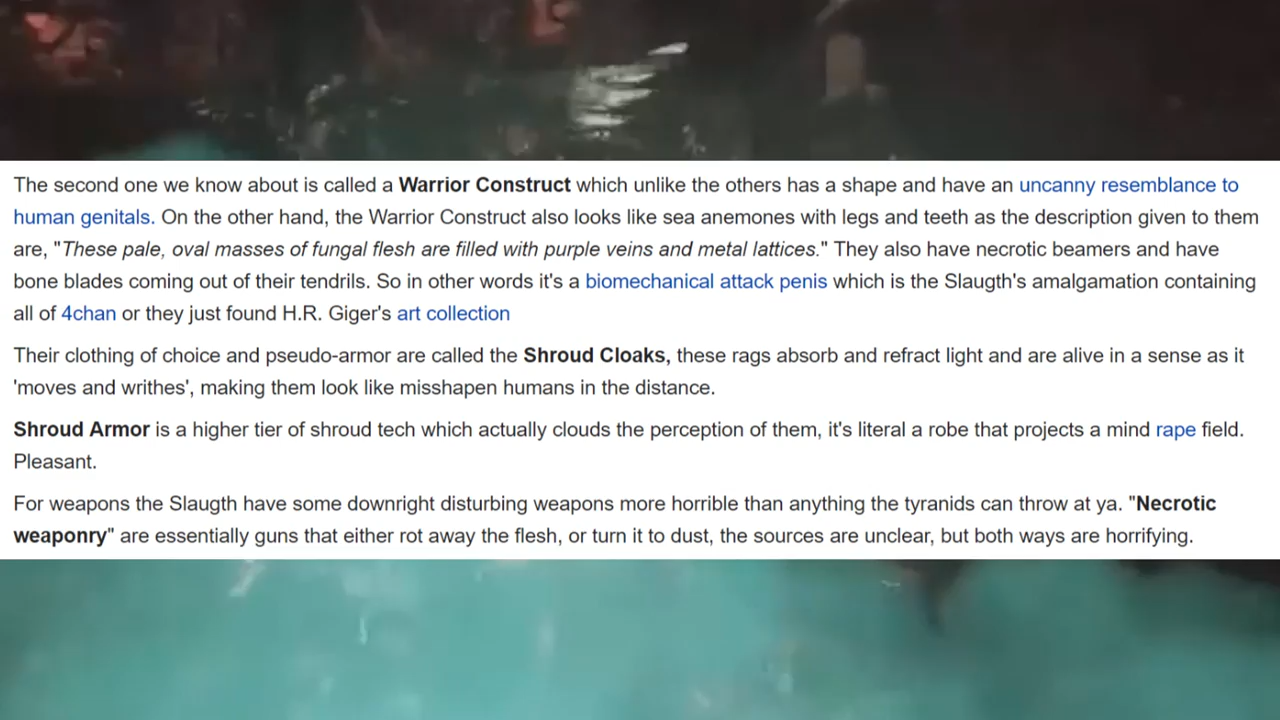 The second one we know about is called a Warrior Construct which unlike the others has a shape and have an uncanny resemblance to
human genitals. On the other hand, the Warrior Construct also looks like sea anemones with legs and teeth as the description given to them
are, "These pale, oval masses of fungal flesh are filled with purple veins and metal lattices." They also have necrotic beamers and have
bone blades coming out of their tendrils. So in other words it's a biomechanical attack penis which is the Slaugth's amalgamation containing
all of 4chan or they just found H.R. Giger's art collection
Their clothing of choice and pseudo-armor are called the Shroud Cloaks, these rags absorb and refract light and are alive in a sense as it
'moves and writhes', making them look like misshapen humans in the distance.
Shroud Armor is a higher tier of shroud tech which actually clouds the perception of them, it's literal a robe that projects a mind rape field.
Pleasant.
For weapons the Slaugth have some downright disturbing weapons more horrible than anything the tyranids can throw at ya. "Necrotic
weaponry" are essentially guns that either rot away the flesh, or turn it to dust, the sources are unclear, but both ways are horrifying.